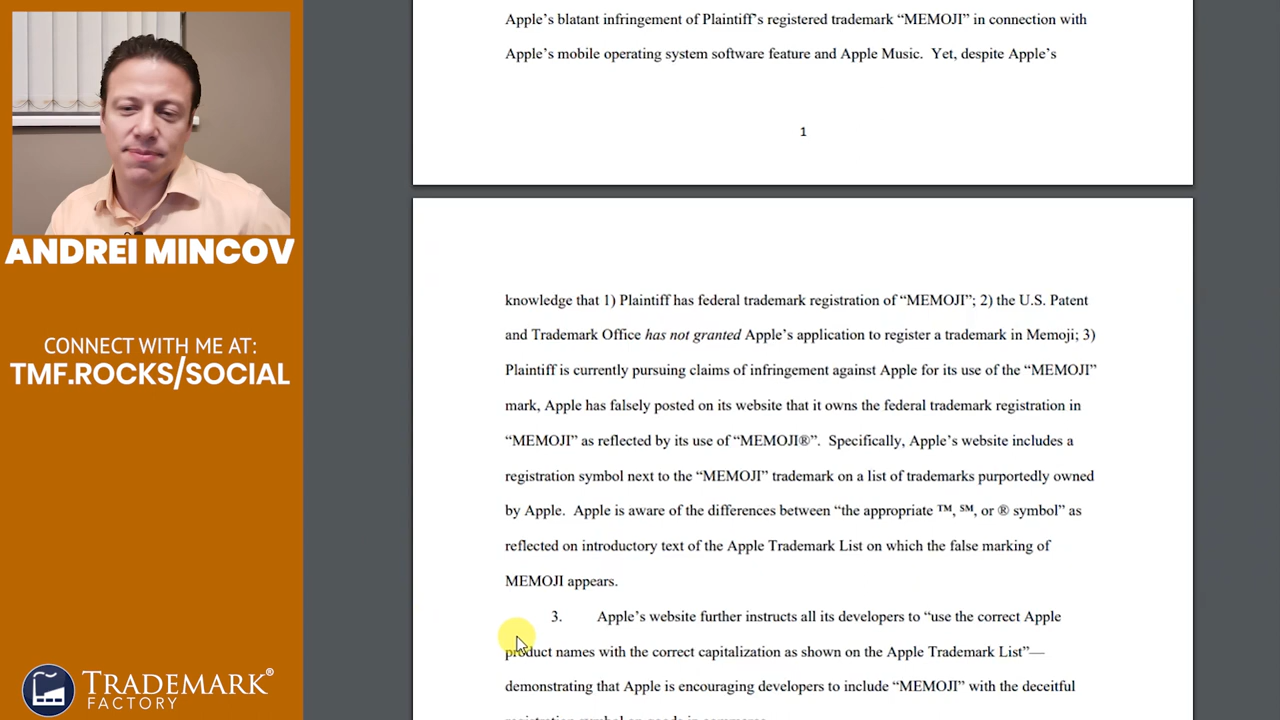 Apple's blatant infringement of Plaintiff's registered trademark “MEMOJI” in connection with
Apple's mobile operating system software feature and Apple Music.  Yet, despite Apple's
1
knowledge that 1) Plaintiff has federal trademark registration of “MEMOJI”; 2) the U.S. Patent
and Trademark Office has not granted Apple's application to register a trademark in Memoji; 3)
Plaintiff is currently pursuing claims of infringement against Apple for its use of the “MEMOJI”
mark, Apple has falsely posted on its website that it owns the federal trademark registration in
“MEMOJI” as reflected by its use of “MEMOJI®”.  Specifically, Apple's website includes a
registration symbol next to the “MEMOJI” trademark on a list of trademarks purportedly owned
by Apple.  Apple is aware of the differences between “the appropriate ™, ℠, or ® symbol” as
reflected on introductory text of the Apple Trademark List on which the false marking of
MEMOJI appears.
3. Apple's website further instructs all its developers to “use the correct Apple
product names with the correct capitalization as shown on the Apple Trademark List”—
demonstrating that Apple is encouraging developers to include “MEMOJI” with the deceitful
registration symbol on goods in commerce.
ANDREI MINCOV
CONNECT WITH ME AT:
TMF.ROCKS/SOCIAL
TRADEMARK®
FACTORY